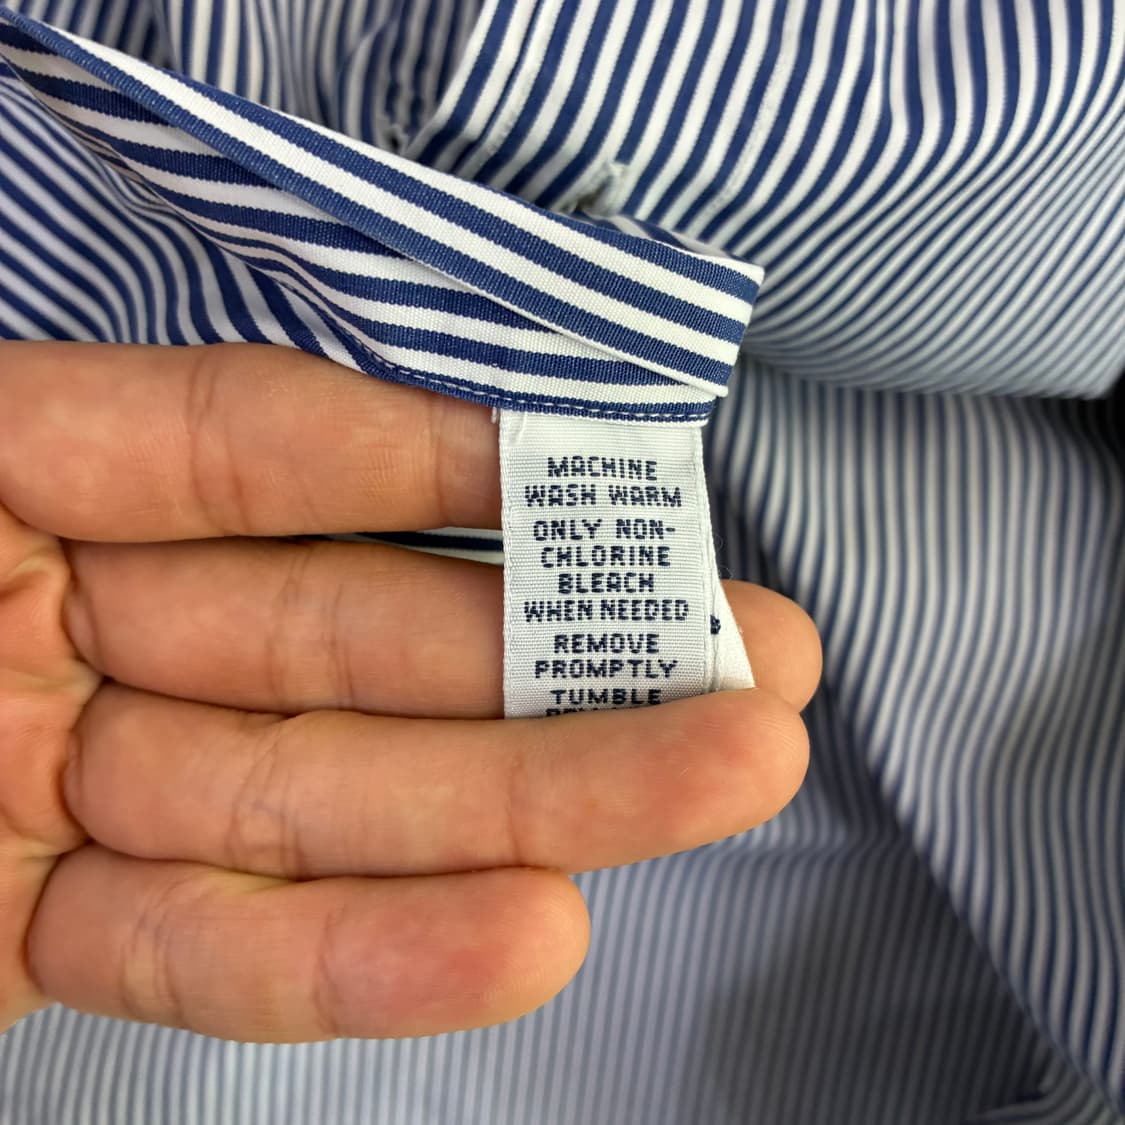 MACHINE
WASH WARM
ONLY NON-
CHLORINE
BLEACH
WHEN NEEDED
REMOVE
PROMPTLY
TUMBLE